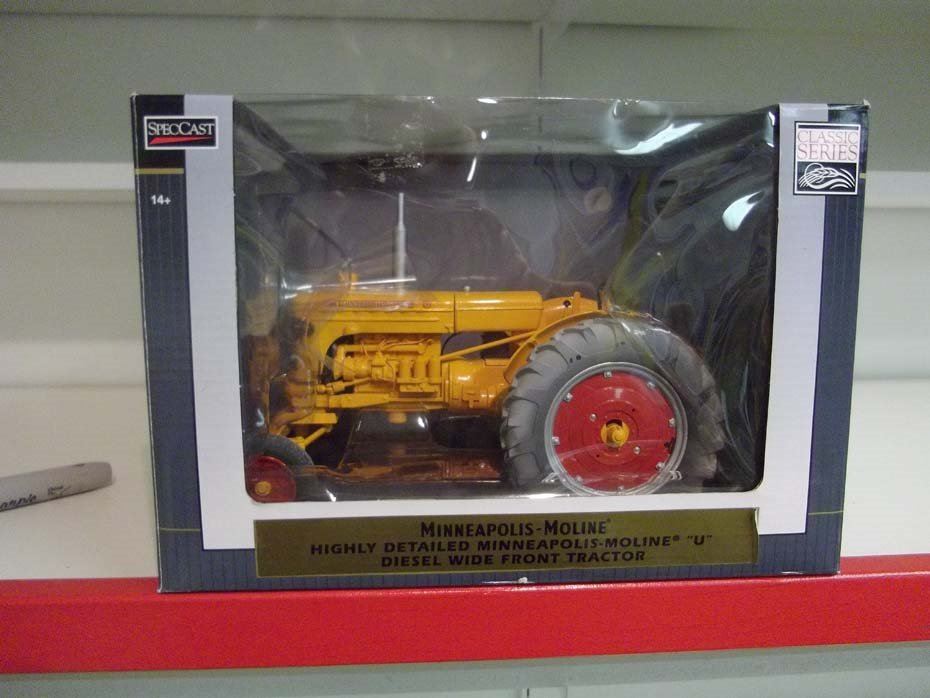 SPECCAST
CLASSIC
SERIES
14+
MINNEAPOLIS-MOLINE®
HIGHLY DETAILED MINNEAPOLIS-MOLINE® "U"
DIESEL WIDE FRONT TRACTOR